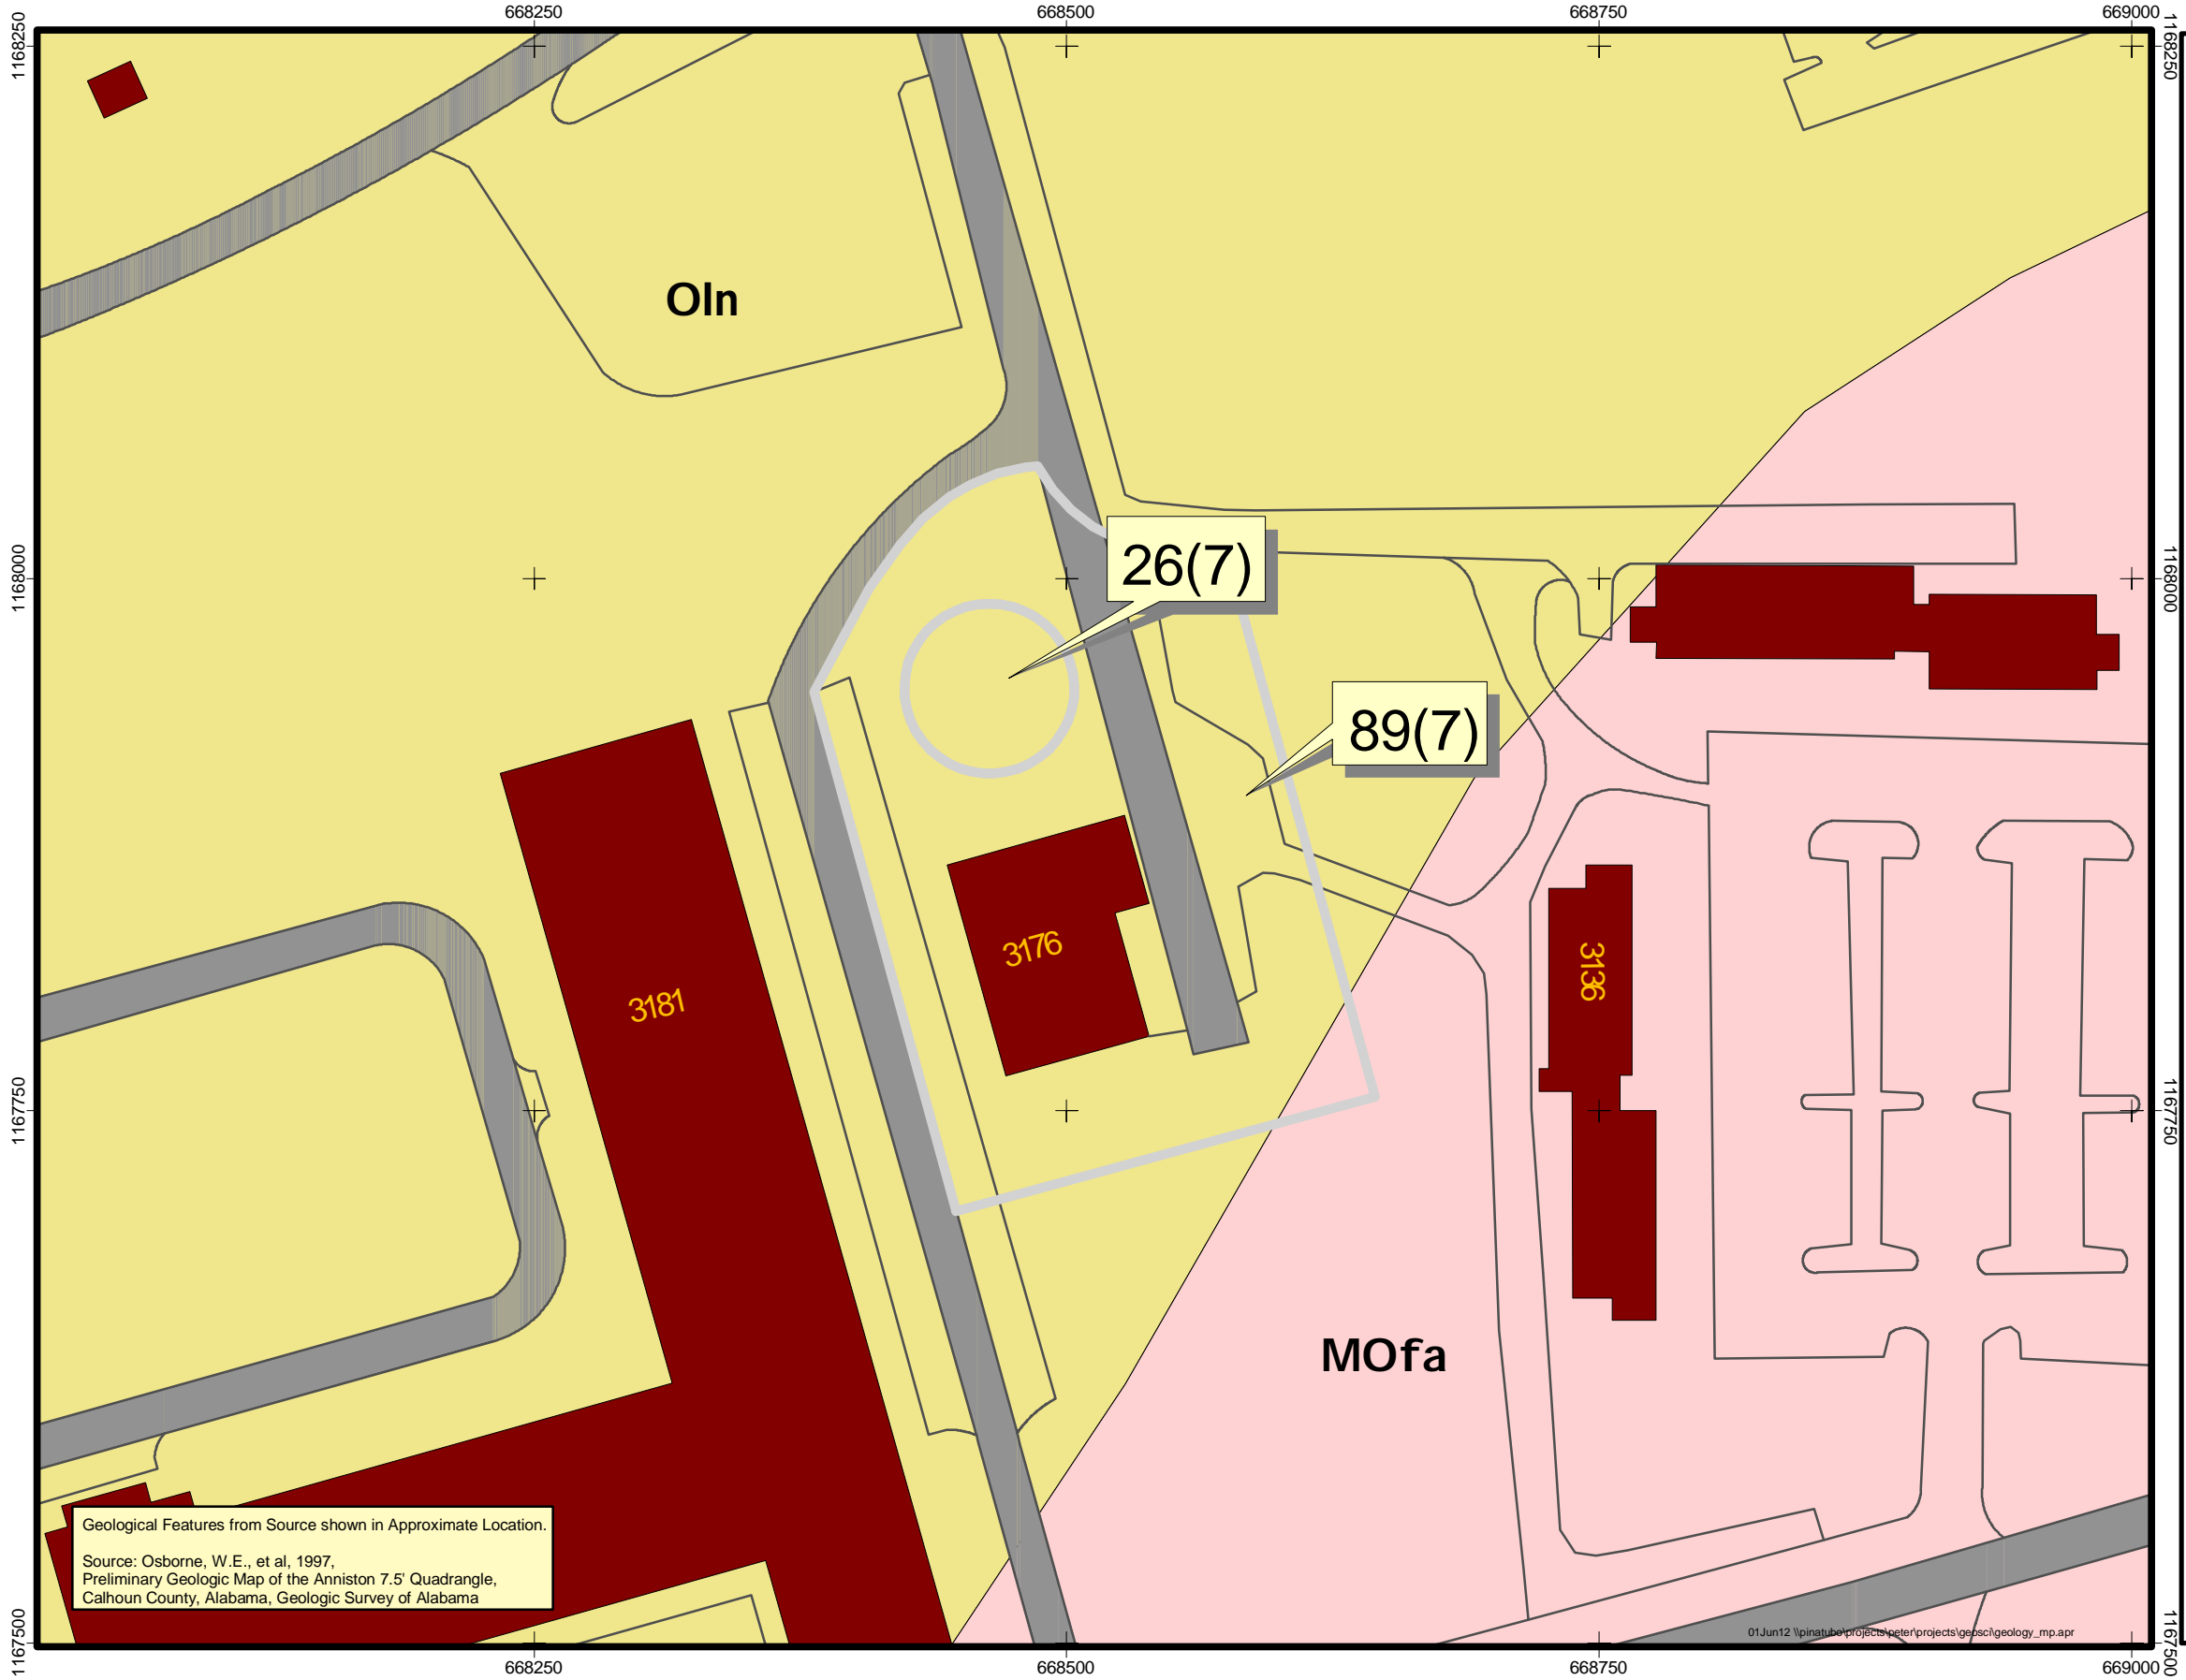 668250 668500 668750 669000
1168250
1168250
Oln
26(7)
1168000
1168000
89(7)
3176
3136
3181
1167750
1167750
MOfa
Geological Features from Source shown in Approximate Location.
Source: Osborne, W.E., et al, 1997,
Preliminary Geologic Map of the Anniston 7.5' Quadrangle,
Calhoun County, Alabama, Geologic Survey of Alabama
01Jun12 \\pinatubo\projects\peter\projects\geosci\geology_mp.apr
1167500
1167500
668250 668500 668750 669000